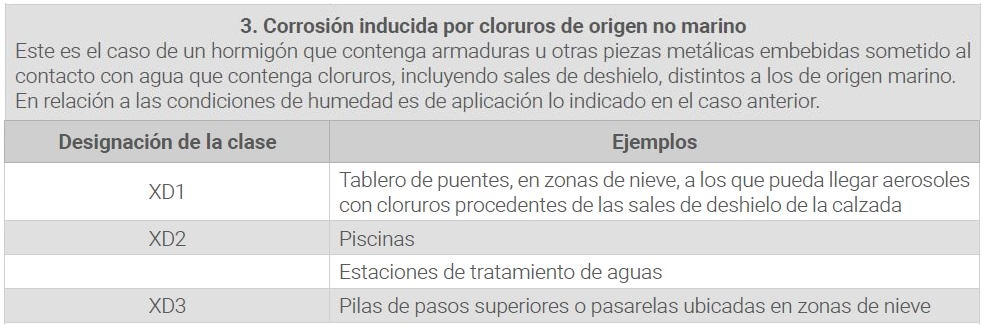 3. Corrosión inducida por cloruros de origen no marino
Este es el caso de un hormigón que contenga armaduras u otras piezas metálicas embebidas sometido al
contacto con agua que contenga cloruros, incluyendo sales de deshielo, distintos a los de origen marino.
En relación a las condiciones de humedad es de aplicación lo indicado en el caso anterior.
Designación de la clase Ejemplos
XD1 Tablero de puentes, en zonas de nieve, a los que pueda llegar aerosoles
con cloruros procedentes de las sales de deshielo de la calzada
XD2 Piscinas
Estaciones de tratamiento de aguas
XD3 Pilas de pasos superiores o pasarelas ubicadas en zonas de nieve